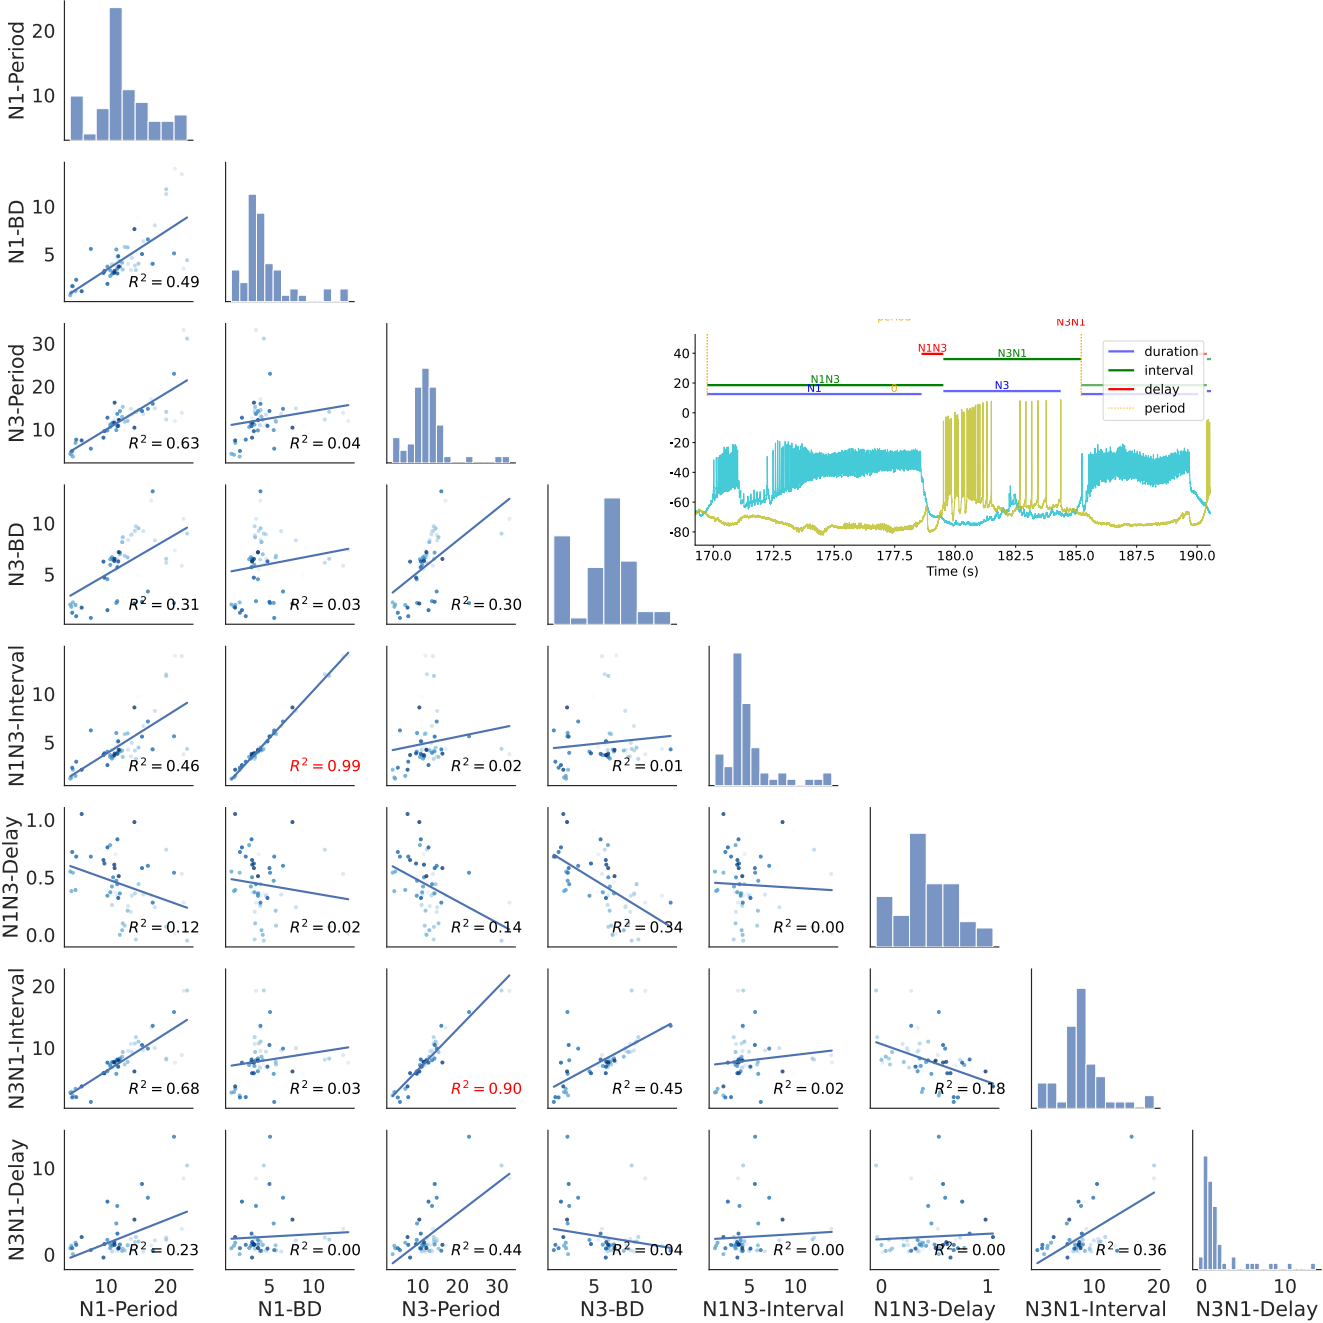 N1-Period
20
10
N1-BD
10
5
R² = 0.49
N3-Period
30
20
10
R² = 0.63
R² = 0.04
period
N3N1
40
20
0
-20
-40
-60
-80
N1N3
N3N1
N1N3
N1
0
N3
duration
interval
delay
period
170.0
172.5
175.0
177.5
180.0
182.5
185.0
187.5
190.0
Time (s)
N3-BD
10
5
R² = 0.31
R² = 0.03
R² = 0.30
N1N3-Interval
10
5
R² = 0.46
R² = 0.99
R² = 0.02
R² = 0.01
N1N3-Delay
1.0
0.5
0.0
R² = 0.12
R² = 0.02
R² = 0.14
R² = 0.34
R² = 0.00
N3N1-Interval
20
10
R² = 0.68
R² = 0.03
R² = 0.90
R² = 0.45
R² = 0.02
R² = 0.18
N3N1-Delay
10
0
R² = 0.23
R² = 0.00
R² = 0.44
R² = 0.04
R² = 0.00
R² = 0.00
R² = 0.36
10 20
5 10
10 20 30
5 10
5 10
0 1
10 20
0 10
N1-Period
N1-BD
N3-Period
N3-BD
N1N3-Interval
N1N3-Delay
N3N1-Interval
N3N1-Delay